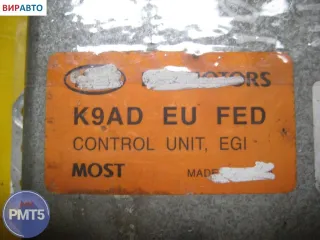 ВИРАВТО
MOTORS
K9AD EU FED
CONTROL UNIT, EGI
MOST MADE
PMT5